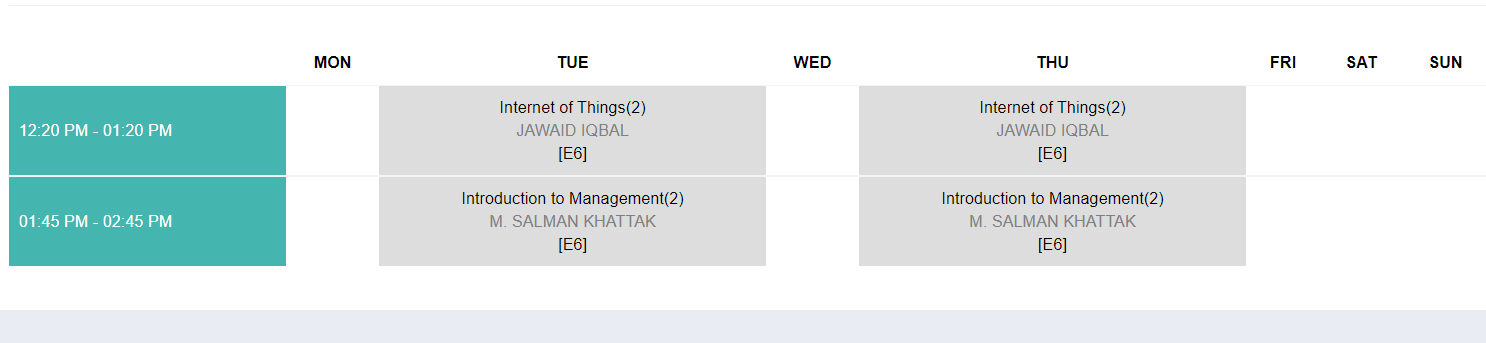 MON TUE WED THU FRI SAT SUN
12:20 PM - 01:20 PM
Internet of Things(2)
JAWAID IQBAL
[E6]
Internet of Things(2)
JAWAID IQBAL
[E6]
01:45 PM - 02:45 PM
Introduction to Management(2)
M. SALMAN KHATTAK
[E6]
Introduction to Management(2)
M. SALMAN KHATTAK
[E6]